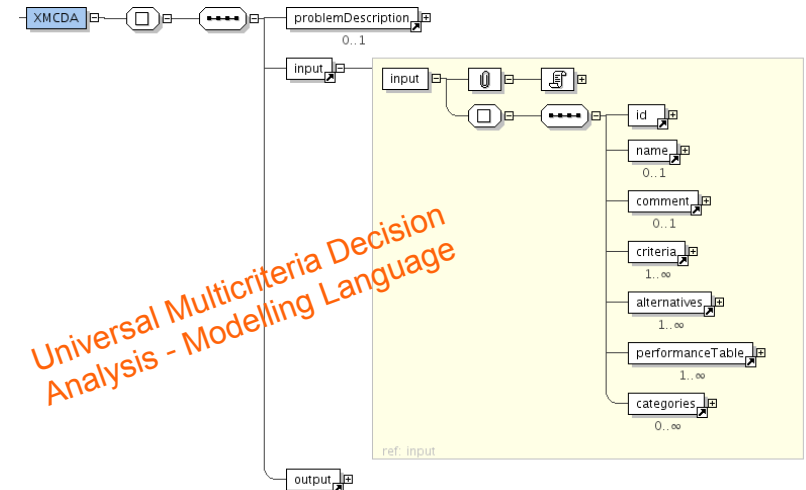 XMCDA
problemDescription
0..1
input
input
id
name
0..1
comment
0..1
criteria
1..∞
alternatives
1..∞
performanceTable
1..∞
categories
0..∞
ref: input
Universal Multicriteria Decision
Analysis - Modelling Language
output